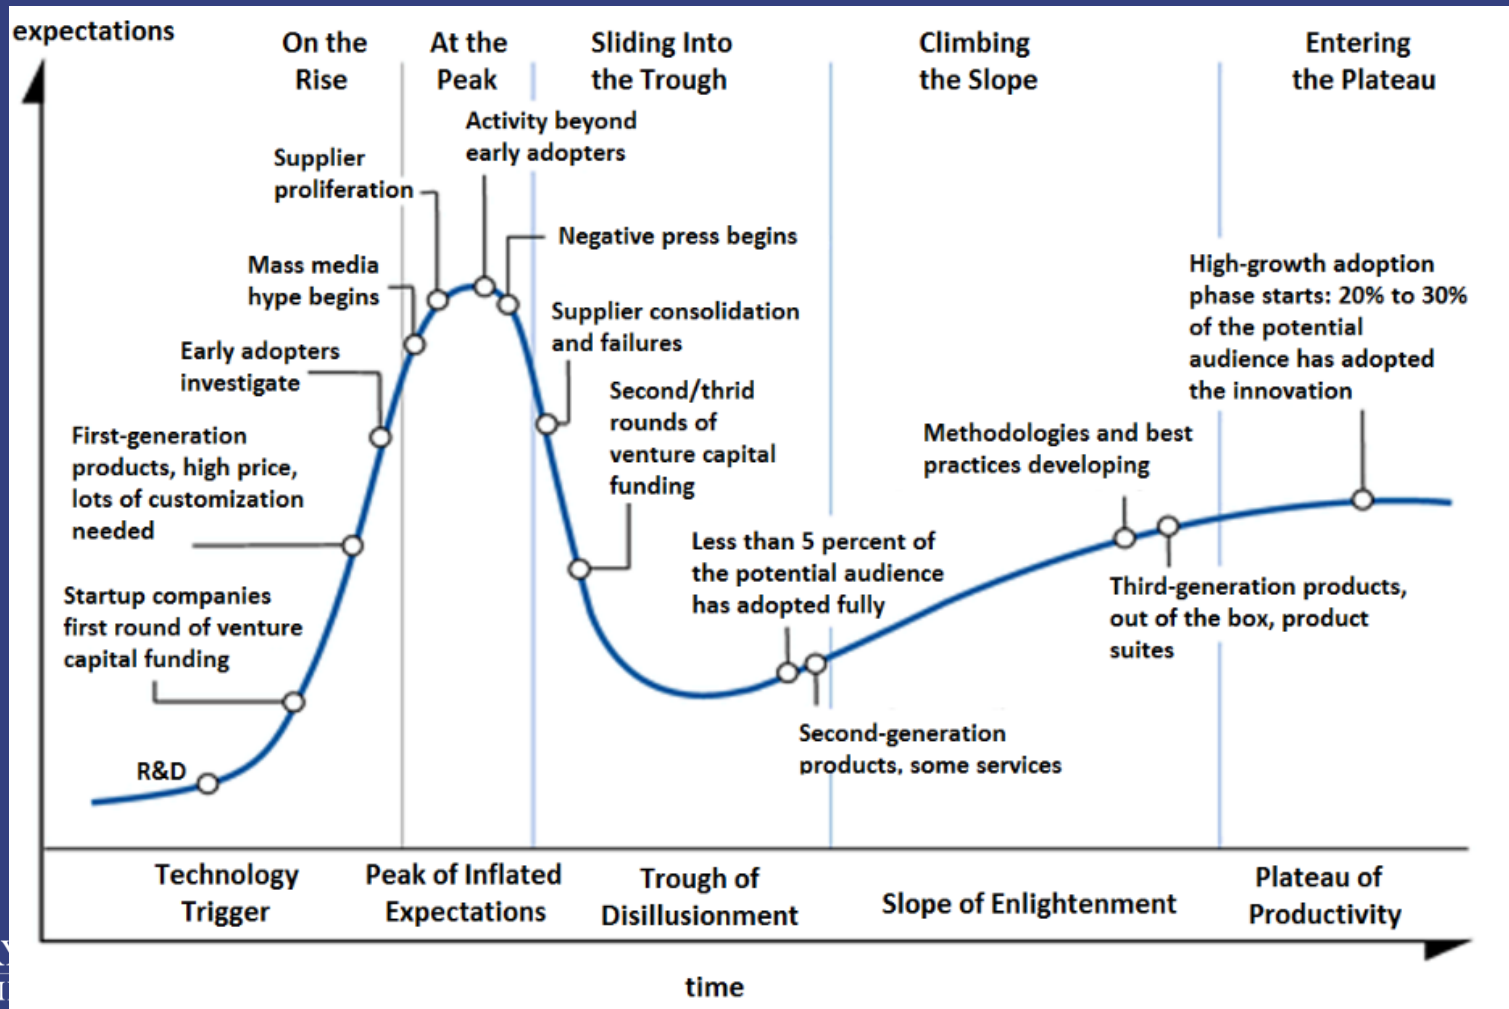 expectations
On the
Rise
At the
Peak
Sliding Into
the Trough
Climbing
the Slope
Entering
the Plateau
Activity beyond
early adopters
Supplier
proliferation
Negative press begins
Mass media
hype begins
High-growth adoption
phase starts: 20% to 30%
of the potential
audience has adopted
the innovation
Supplier consolidation
and failures
Early adopters
investigate
Second/thrid
rounds of
venture capital
funding
First-generation
products, high price,
lots of customization
needed
Methodologies and best
practices developing
Less than 5 percent of
the potential audience
has adopted fully
Startup companies
first round of venture
capital funding
Third-generation products,
out of the box, product
suites
R&D
Second-generation
products, some services
Technology
Trigger
Peak of Inflated
Expectations
Trough of
Disillusionment
Slope of Enlightenment
Plateau of
Productivity
time